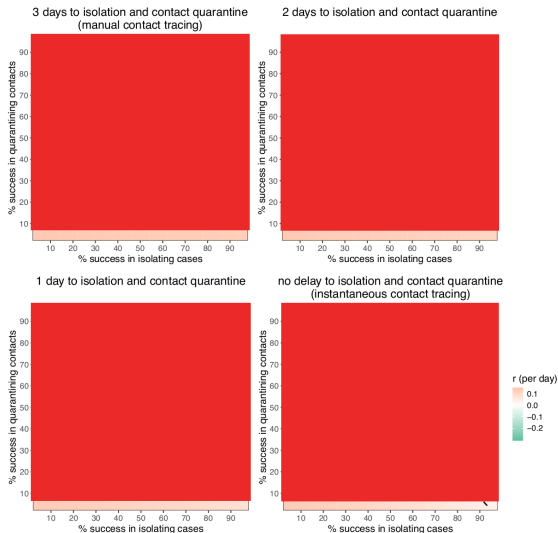 3 days to isolation and contact quarantine
(manual contact tracing)
2 days to isolation and contact quarantine
% success in quarantining contacts
90
80
70
60
50
40
30
20
10
10 20 30 40 50 60 70 80 90
% success in isolating cases
% success in quarantining contacts
90
80
70
60
50
40
30
20
10
10 20 30 40 50 60 70 80 90
% success in isolating cases
1 day to isolation and contact quarantine
no delay to isolation and contact quarantine
(instantaneous contact tracing)
% success in quarantining contacts
90
80
70
60
50
40
30
20
10
10 20 30 40 50 60 70 80 90
% success in isolating cases
% success in quarantining contacts
90
80
70
60
50
40
30
20
10
10 20 30 40 50 60 70 80 90
% success in isolating cases
r (per day)
0.1
0.0
−0.1
−0.2